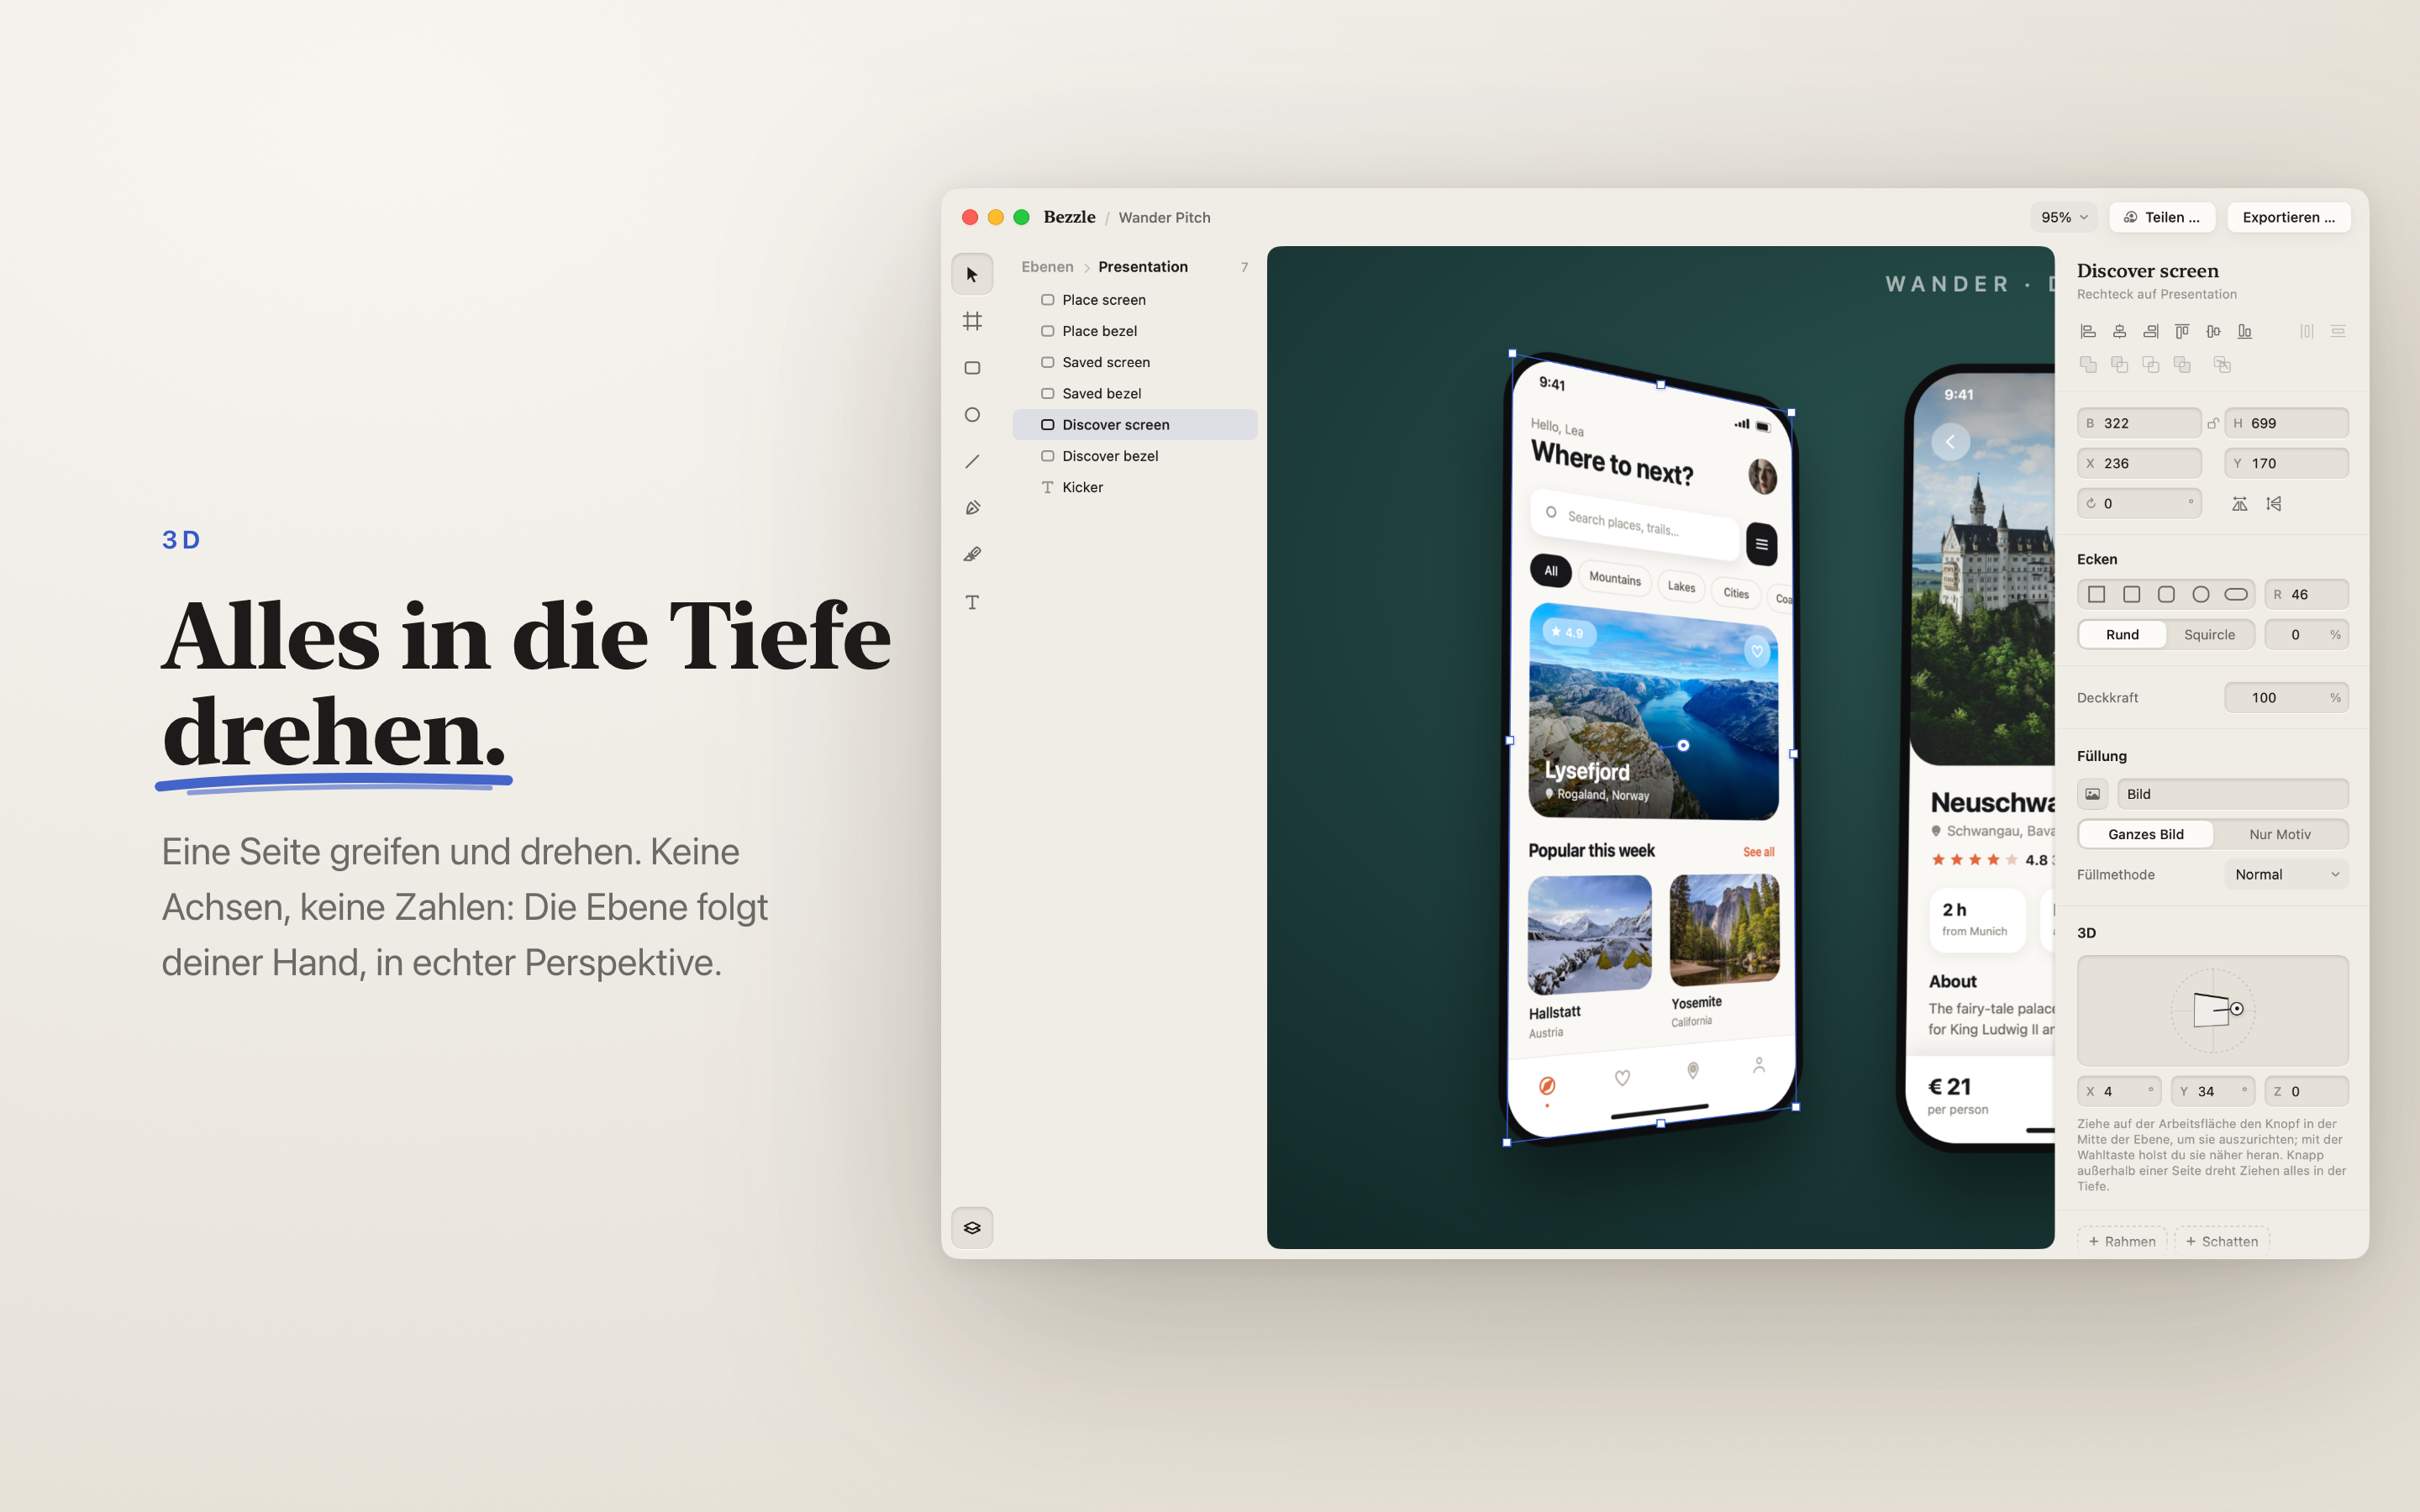 3D
Alles in die Tiefe
drehen.
Eine Seite greifen und drehen. Keine
Achsen, keine Zahlen: Die Ebene folgt
deiner Hand, in echter Perspektive.
Bezzle / Wander Pitch
95%
Teilen ...
Exportieren ...
Ebenen > Presentation 7
Place screen
Place bezel
Saved screen
Saved bezel
Discover screen
Discover bezel
Kicker
WANDER ·
9:41
Hello, Lea
Where to next?
Search places, trails...
All
Mountains
Lakes
Cities
Coa
4.9
Lysefjord
Rogaland, Norway
Popular this week
See all
Hallstatt
Austria
Yosemite
California
9:41
Neuschwa
Schwangau, Bava
4.8
2 h
from Munich
About
The fairy-tale palace
for King Ludwig II ar
€ 21
per person
Discover screen
Rechteck auf Presentation
B 322
H 699
X 236
Y 170
0 °
Ecken
R 46
Rund
Squircle
0 %
Deckkraft
100 %
Füllung
Bild
Ganzes Bild
Nur Motiv
Füllmethode
Normal
3D
X 4 °
Y 34 °
Z 0
Ziehe auf der Arbeitsfläche den Knopf in der
Mitte der Ebene, um sie auszurichten; mit der
Wahltaste holst du sie näher heran. Knapp
außerhalb einer Seite dreht Ziehen alles in der
Tiefe.
+ Rahmen
+ Schatten